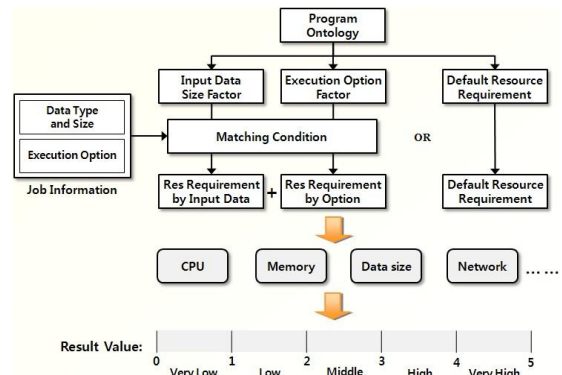 Program
Ontology
Input Data
Size Factor
Execution Option
Factor
Default Resource
Requirement
Data Type
and Size
Execution Option
Job Information
Matching Condition
OR
Res Requirement
by Input Data
+
Res Requirement
by Option
Default Resource
Requirement
CPU
Memory
Data size
Network
... ...
Result Value:
0 1 2 3 4 5
Very Low Low Middle High Very High